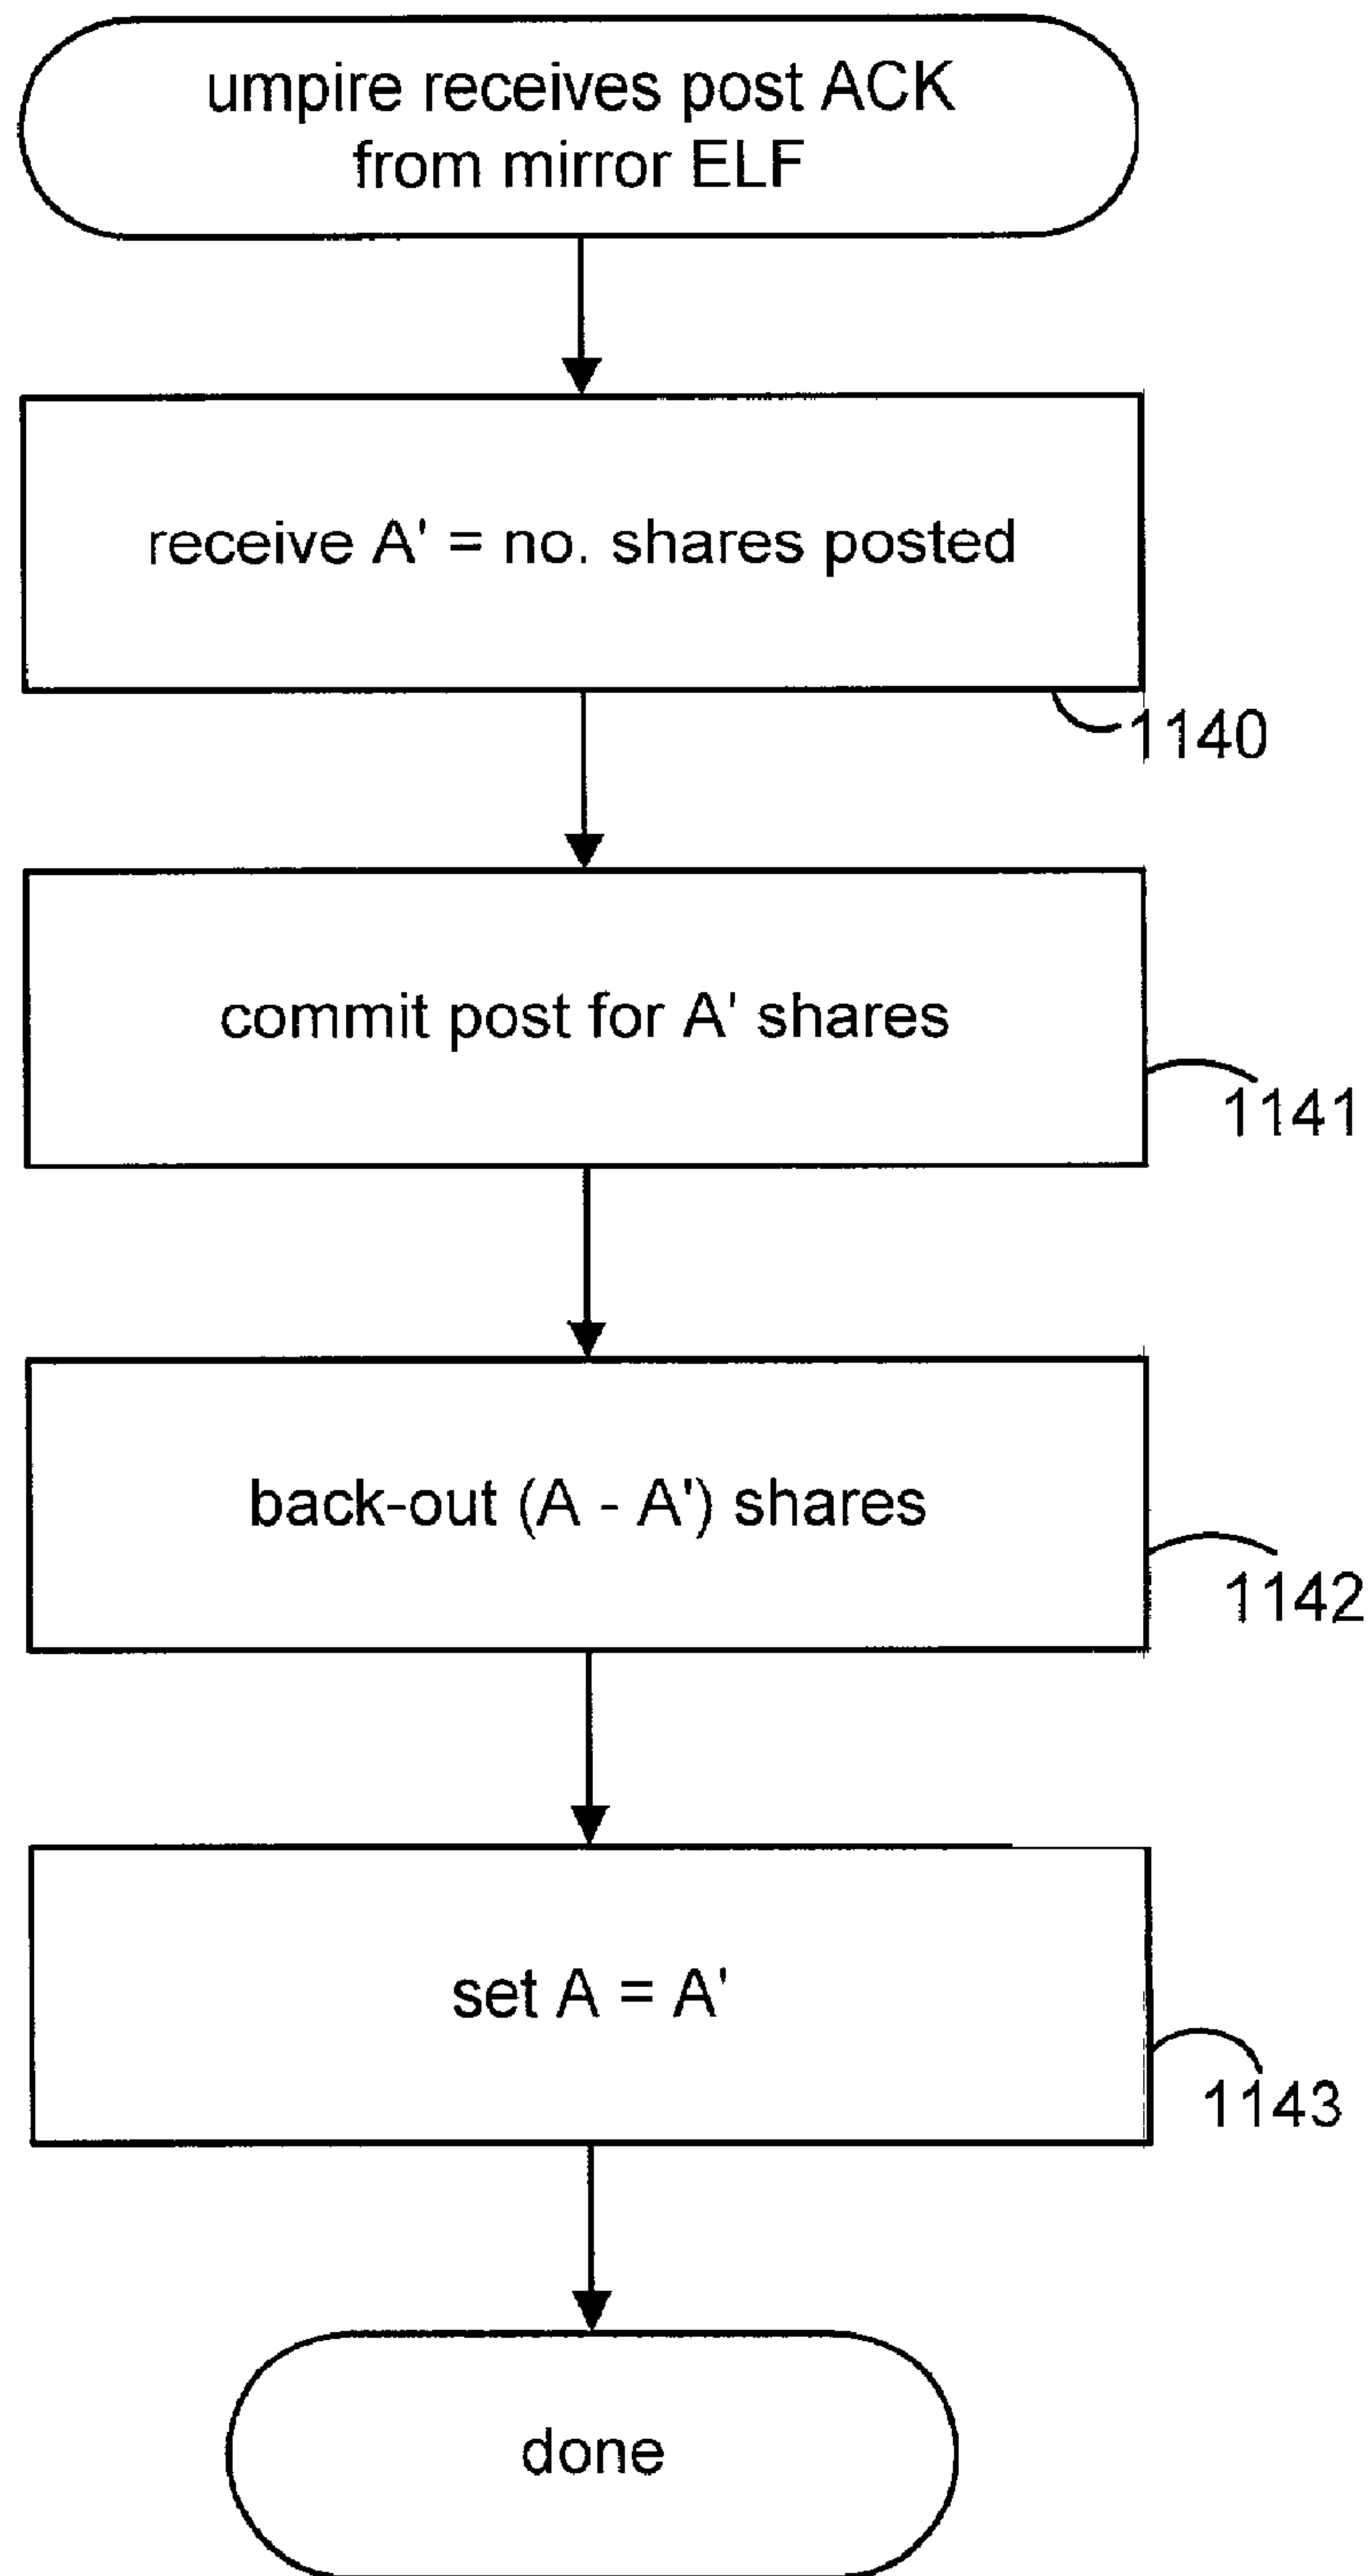 umpire receives post ACK
from mirror ELF
receive A' = no. shares posted
1140
commit post for A' shares
1141
back-out (A - A') shares
1142
set A = A'
1143
done